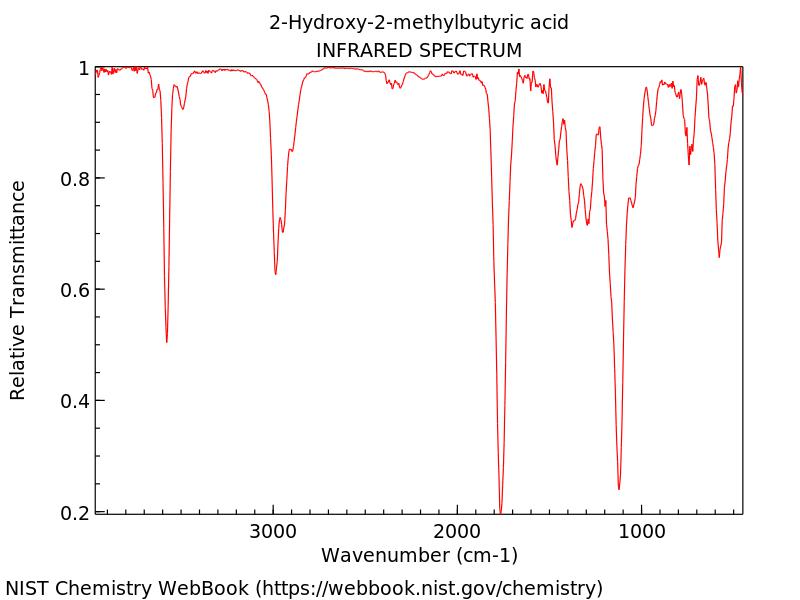 2-Hydroxy-2-methylbutyric acid
INFRARED SPECTRUM
1
0.8
0.6
0.4
0.2
Relative Transmittance
3000 2000 1000
Wavenumber (cm-1)
NIST Chemistry WebBook (https://webbook.nist.gov/chemistry)